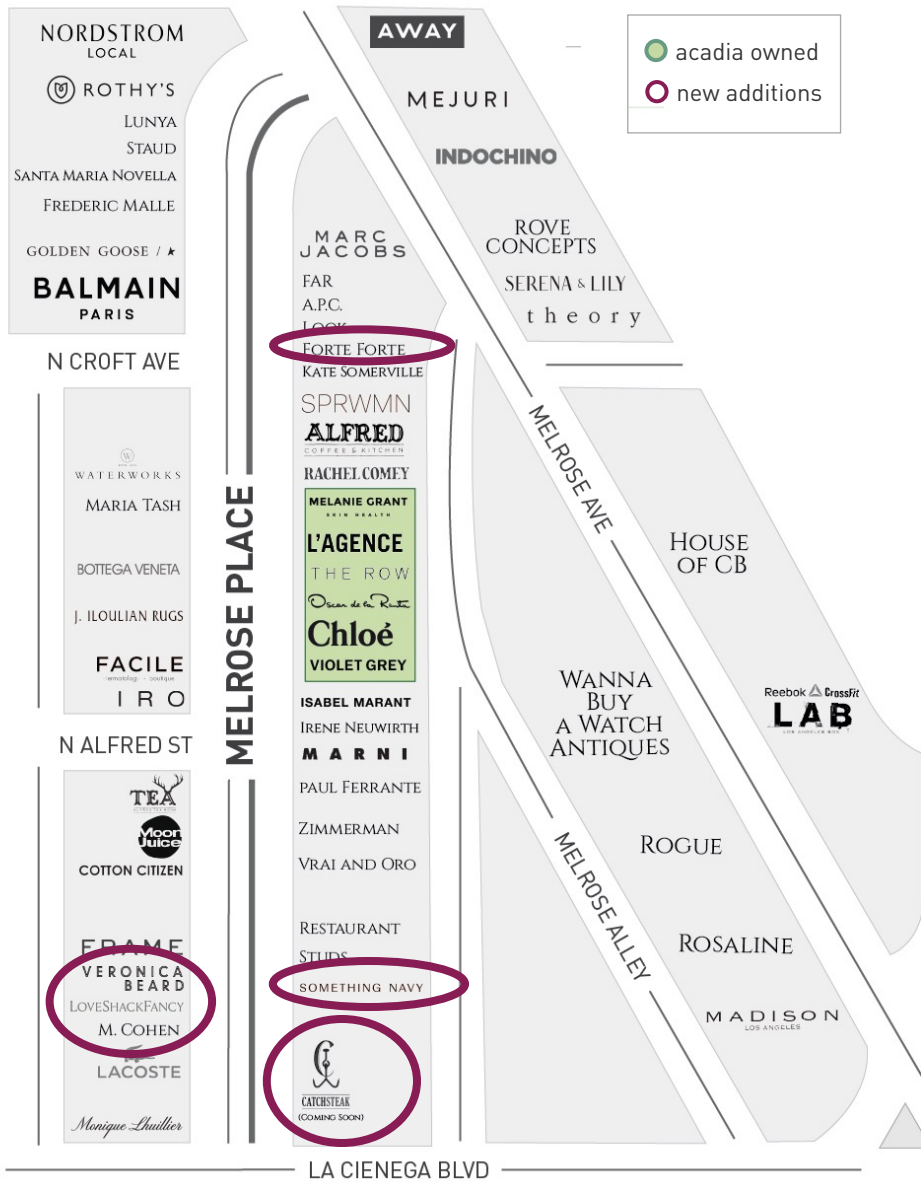 NORDSTROM
LOCAL
ROTHY'S
LUNYA
STAUD
SANTA MARIA NOVELLA
FREDERIC MALLE
GOLDEN GOOSE /
BALMAIN
PARIS
N CROFT AVE
W
WATERWORKS
MARIA TASH
BOTTEGA VENETA
J. ILOULIAN RUGS
FACILE
dermatology + boutique
IRO
N ALFRED ST
TEA
Moon
Juice
COTTON CITIZEN
FRAME
VERONICA
BEARD
LOVESHACKFANCY
M. COHEN
LACOSTE
Monique Lhuillier
MELROSE PLACE
MARC
JACOBS
FAR
A.P.C.
LOCK
FORTE FORTE
KATE SOMERVILLE
SPRWMN
ALFRED
COFFEE & KITCHEN
RACHEL COMEY
MELANIE GRANT
SKIN HEALTH
L'AGENCE
THE ROW
Oscar de la Renta
Chloé
VIOLET GREY
ISABEL MARANT
IRENE NEUWIRTH
MARNI
PAUL FERRANTE
ZIMMERMAN
VRAI AND ORO
RESTAURANT
STUDS
SOMETHING NAVY
CATCHSTEAK
(COMING SOON)
AWAY
MEJURI
INDOCHINO
ROVE
CONCEPTS
SERENA & LILY
theory
acadia owned
new additions
MELROSE AVE
HOUSE
OF CB
WANNA
BUY
A WATCH
ANTIQUES
Reebok CrossFit
LAB
LOS ANGELES BOX
ROGUE
MELROSE ALLEY
ROSALINE
MADISON
LOS ANGELES
LA CIENEGA BLVD